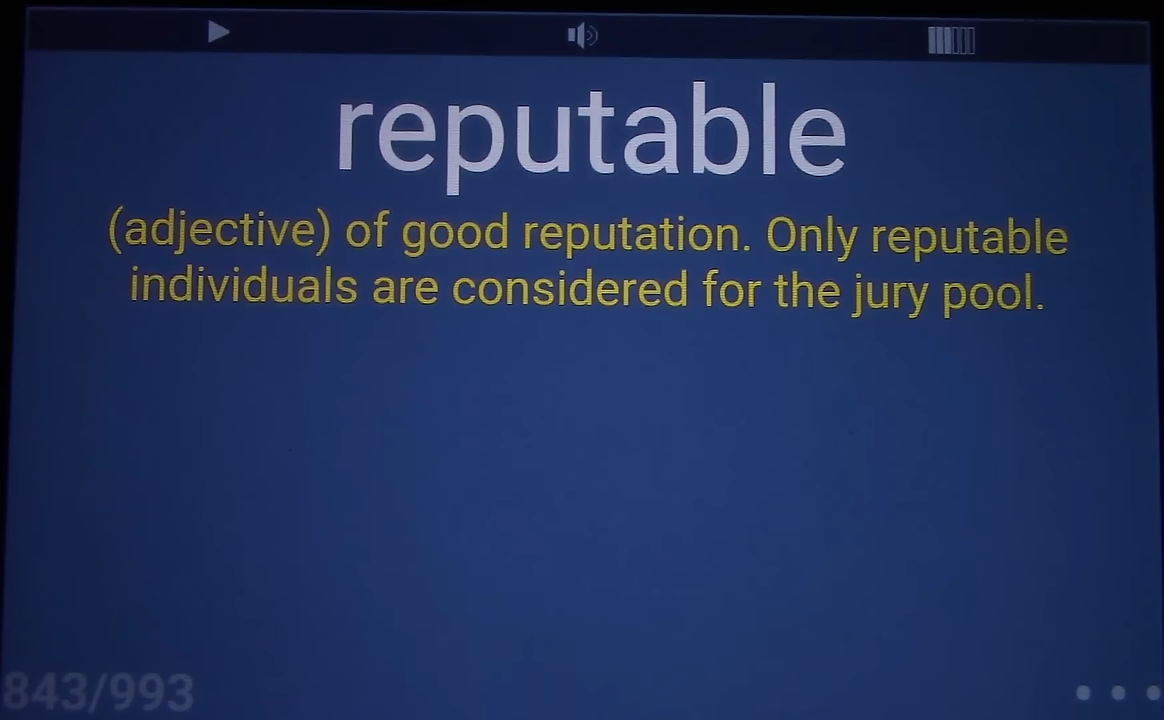 reputable
(adjective) of good reputation. Only reputable
individuals are considered for the jury pool.
843/993